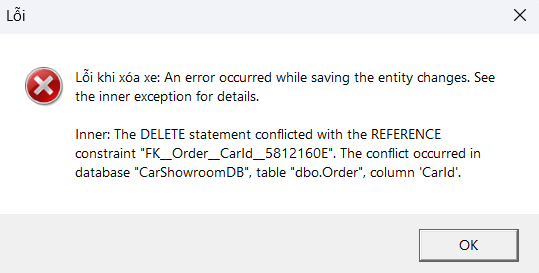 Lỗi
Lỗi khi xóa xe: An error occurred while saving the entity changes. See
the inner exception for details.
Inner: The DELETE statement conflicted with the REFERENCE
constraint "FK__Order__CarId__5812160E". The conflict occurred in
database "CarShowroomDB", table "dbo.Order", column 'CarId'.
OK